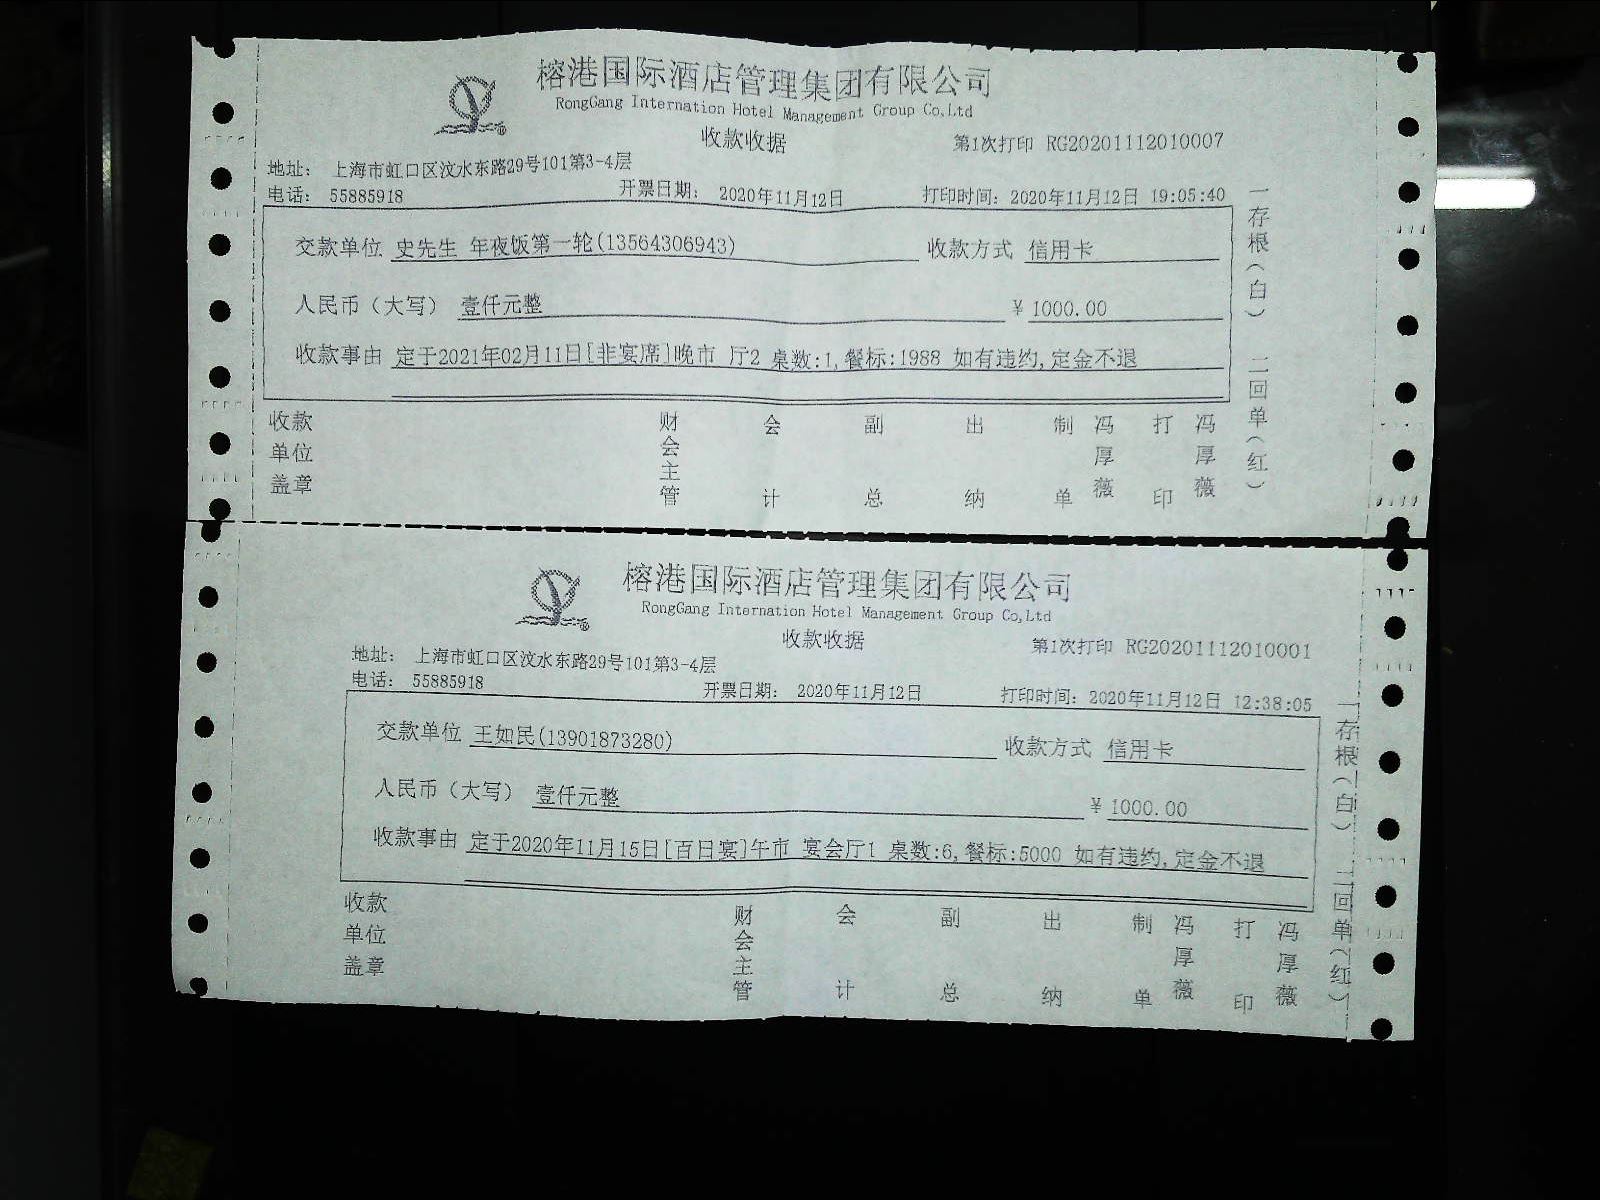 榕港国际酒店管理集团有限公司
RongGang Internation Hotel Management Group Co,Ltd
收款收据
第1次打印 RG20201112010007
地址： 上海市虹口区汶水东路29号101第3-4层
电话： 55885918 开票日期： 2020年11月12日 打印时间：2020年11月12日 19:05:40
交款单位 史先生 年夜饭第一轮(13564306943) 收款方式 信用卡
人民币（大写） 壹仟元整 ¥ 1000.00
收款事由 定于2021年02月11日[非宴席]晚市 厅2 桌数:1,餐标:1988 如有违约,定金不退
一存根（白） 二回单（红）
收款单位盖章 财会主管 会计 副总 出纳 制单 冯厚薇 打印 冯厚薇
榕港国际酒店管理集团有限公司
RongGang Internation Hotel Management Group Co,Ltd
收款收据
第1次打印 RG20201112010001
地址： 上海市虹口区汶水东路29号101第3-4层
电话： 55885918 开票日期： 2020年11月12日 打印时间：2020年11月12日 12:38:05
交款单位 王如民(13901873280) 收款方式 信用卡
人民币（大写） 壹仟元整 ¥ 1000.00
收款事由 定于2020年11月15日[百日宴]午市 宴会厅1 桌数:6,餐标:5000 如有违约,定金不退
一存根（白） 二回单（红）
收款单位盖章 财会主管 会计 副总 出纳 制单 冯厚薇 打印 冯厚薇